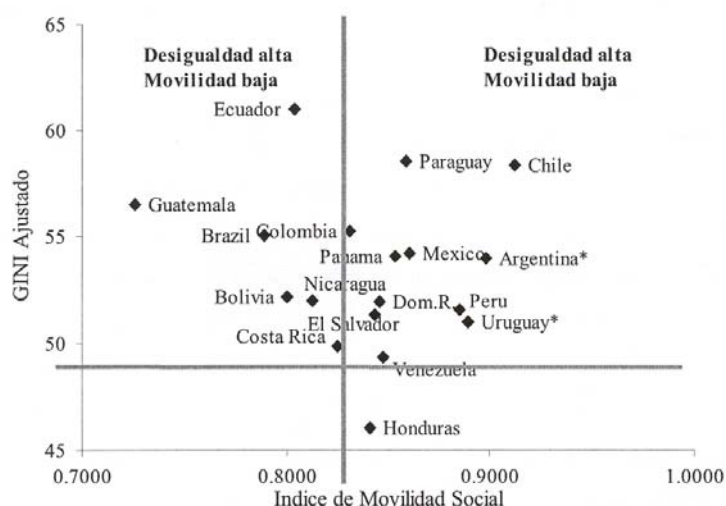 65
Desigualdad alta
Movilidad baja
Desigualdad alta
Movilidad baja
Ecuador
60
Paraguay
Chile
Guatemala
55
Brazil
Colombia
Panama
Mexico
Argentina*
Nicaragua
Bolivia
Dom.R.
Peru
El Salvador
Uruguay*
50
Costa Rica
Venezuela
Honduras
45
0.7000
0.8000
0.9000
1.0000
Indice de Movilidad Social
GINI Ajustado